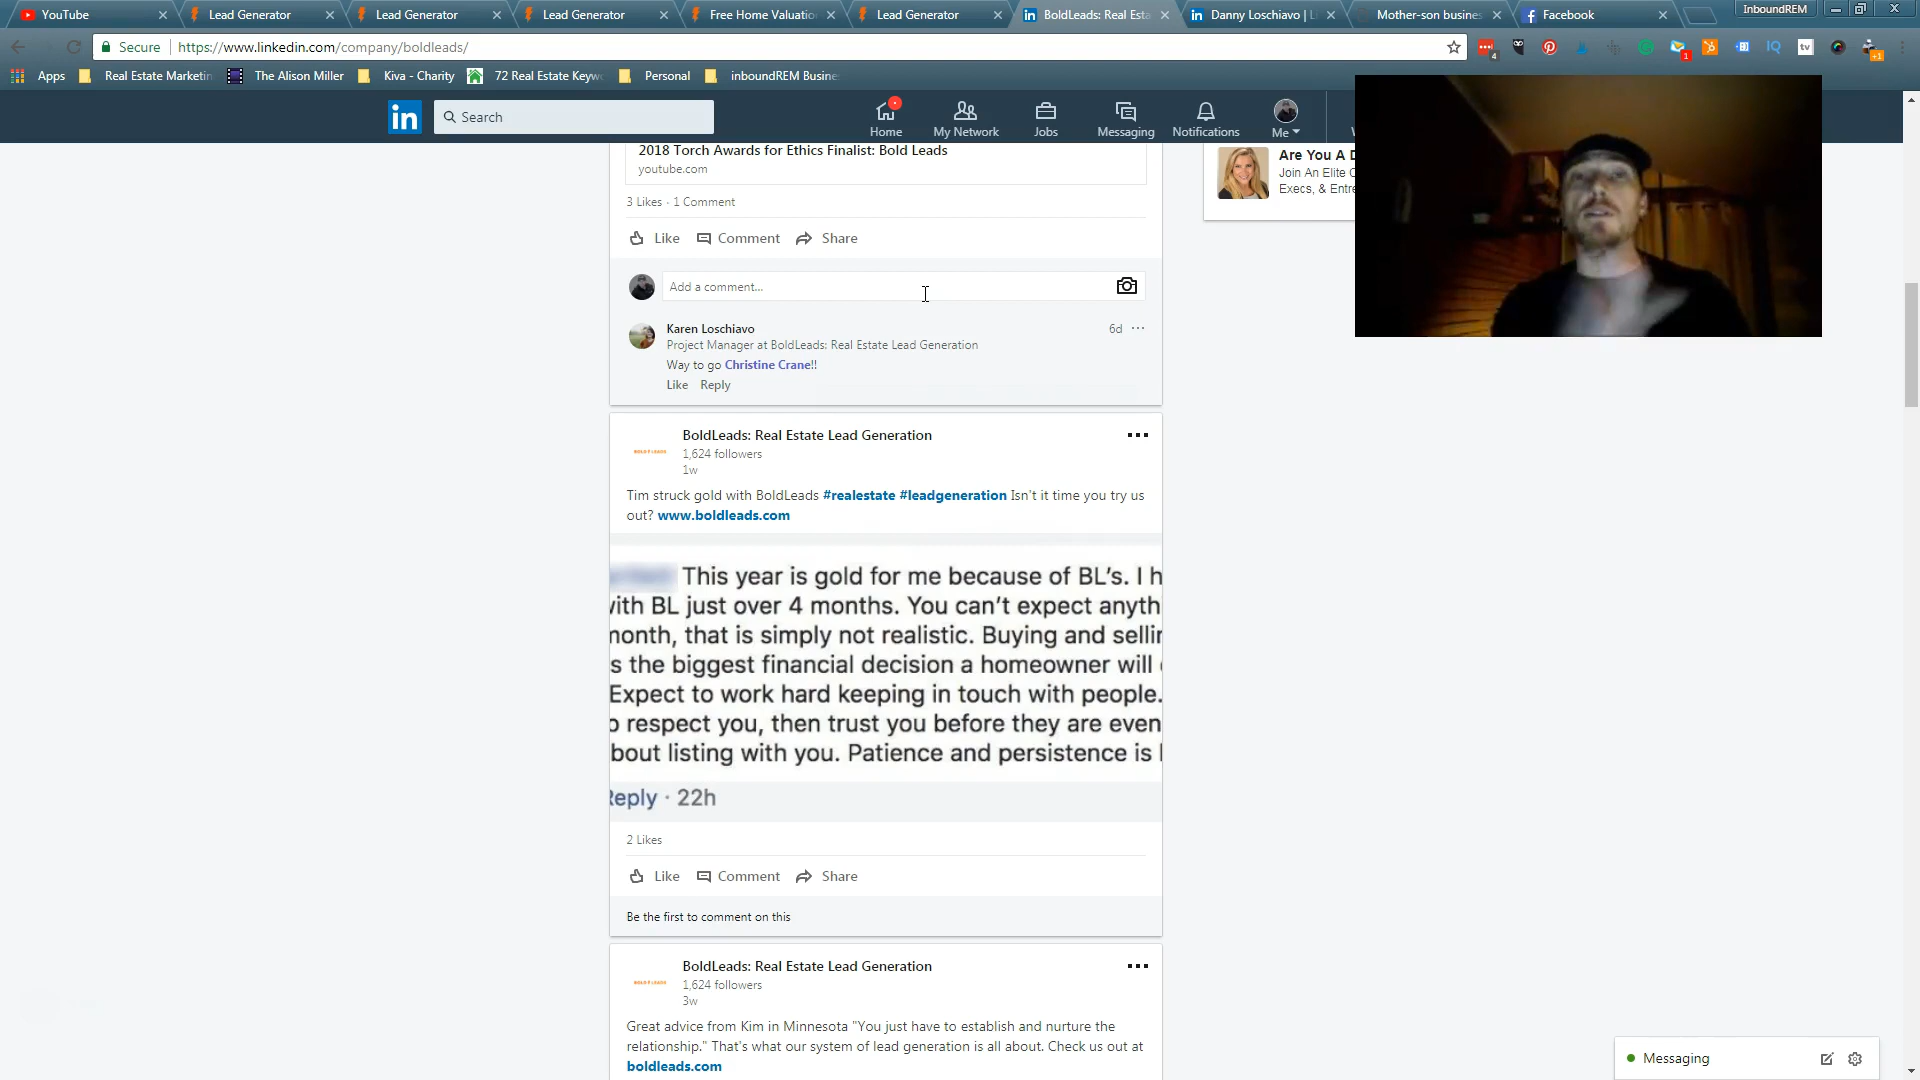 YouTube
Lead Generator
Lead Generator
Lead Generator
Free Home Valuatio
Lead Generator
BoldLeads: Real Esta
Danny Loschiavo | L
Mother-son busines
Facebook
InboundREM
Secure
https://www.linkedin.com/company/boldleads/
Apps
Real Estate Marketin
The Alison Miller
Kiva - Charity
72 Real Estate Keyw
Personal
inboundREM Busine
in
Search
Home
My Network
Jobs
Messaging
Notifications
Me
2018 Torch Awards for Ethics Finalist: Bold Leads
youtube.com
3 Likes · 1 Comment
Like
Comment
Share
Add a comment...
Karen Loschiavo
6d
Project Manager at BoldLeads: Real Estate Lead Generation
Way to go Christine Crane!!
Like Reply
Are You A D
Join An Elite C
Execs, & Entre
BoldLeads: Real Estate Lead Generation
1,624 followers
1w
Tim struck gold with BoldLeads #realestate #leadgeneration Isn't it time you try us
out? www.boldleads.com
This year is gold for me because of BL's. I h
with BL just over 4 months. You can't expect anyth
month, that is simply not realistic. Buying and sellin
s the biggest financial decision a homeowner will
Expect to work hard keeping in touch with people.
o respect you, then trust you before they are even
bout listing with you. Patience and persistence is
Reply · 22h
2 Likes
Like
Comment
Share
Be the first to comment on this
BoldLeads: Real Estate Lead Generation
1,624 followers
3w
Great advice from Kim in Minnesota "You just have to establish and nurture the
relationship." That's what our system of lead generation is all about. Check us out at
boldleads.com
Messaging